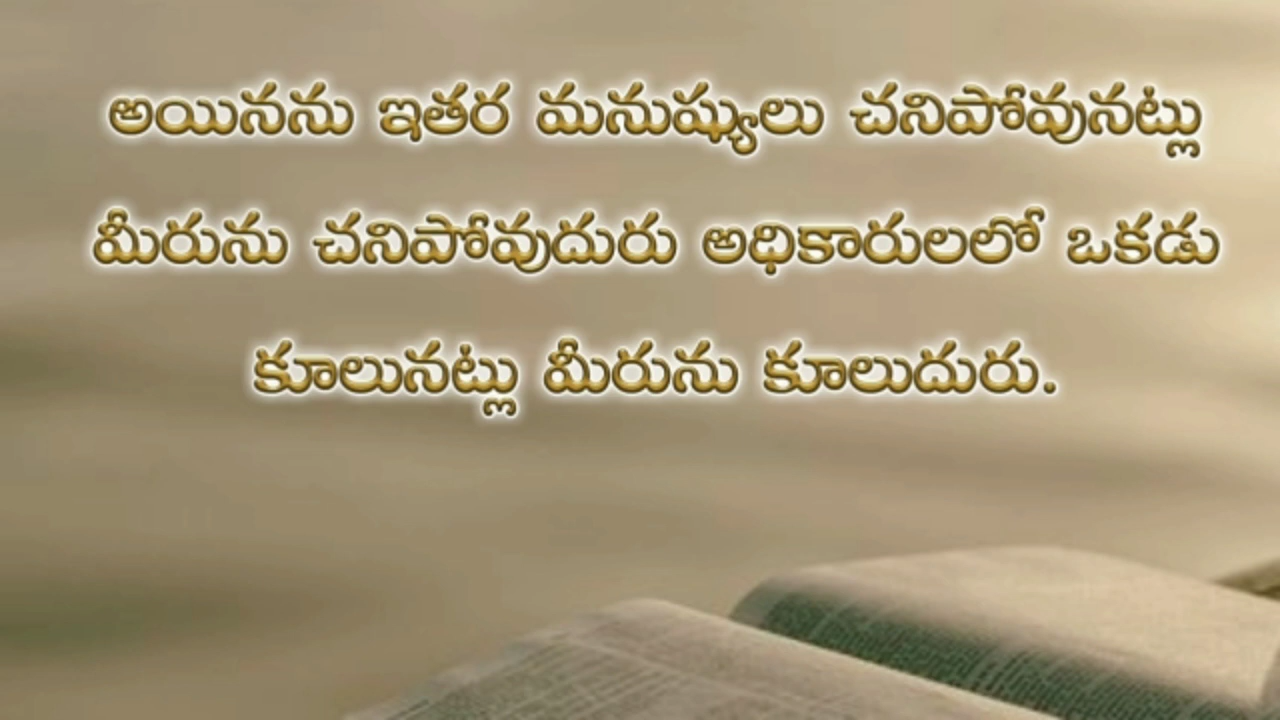 అయినను ఇతర మనుష్యులు చనిపోవునట్లు
మీరును చనిపోవుదురు అధికారులలో ఒకడు
కూలునట్లు మీరును కూలుదురు.